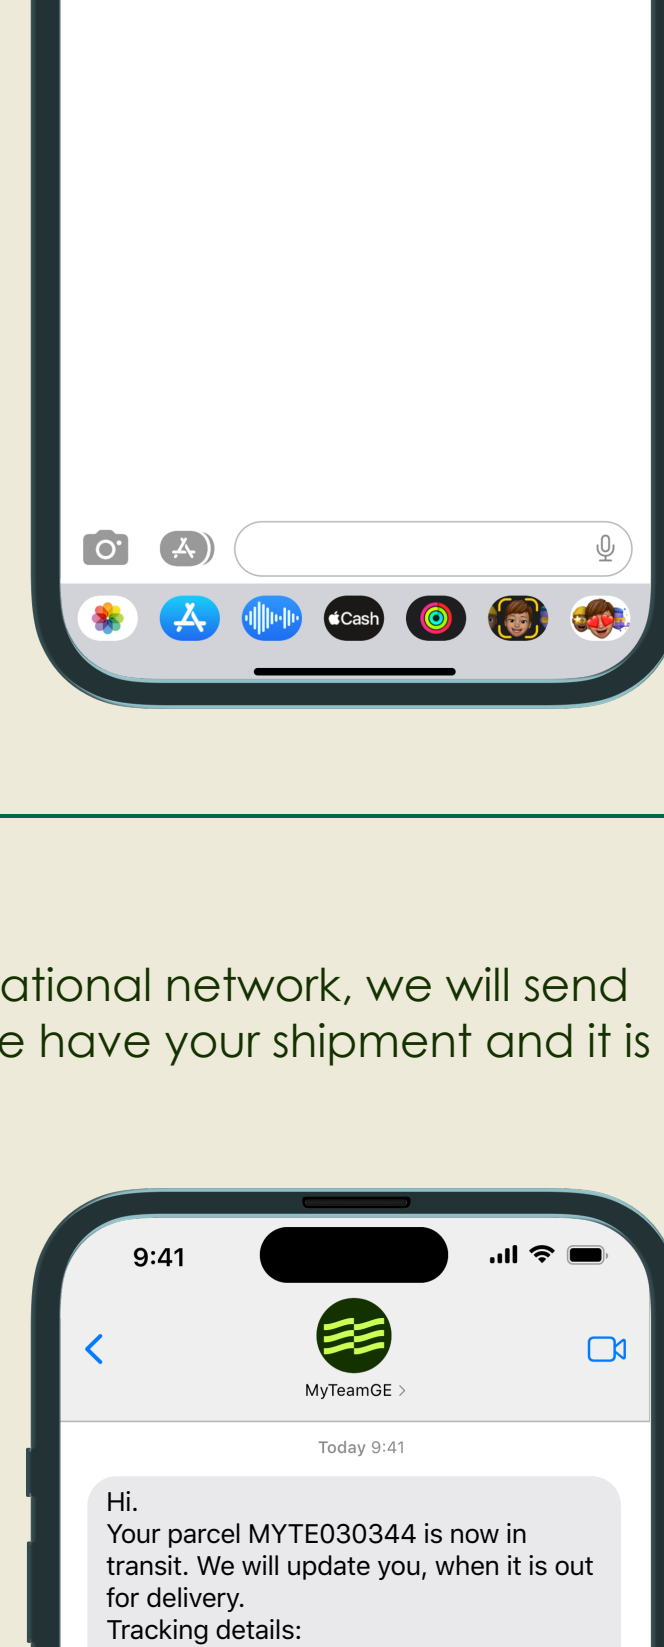 Cash
ational network, we will send
e have your shipment and it is
9:41
MyTeamGE
Today 9:41
Hi.
Your parcel MYTE030344 is now in
transit. We will update you, when it is out
for delivery.
Tracking details: